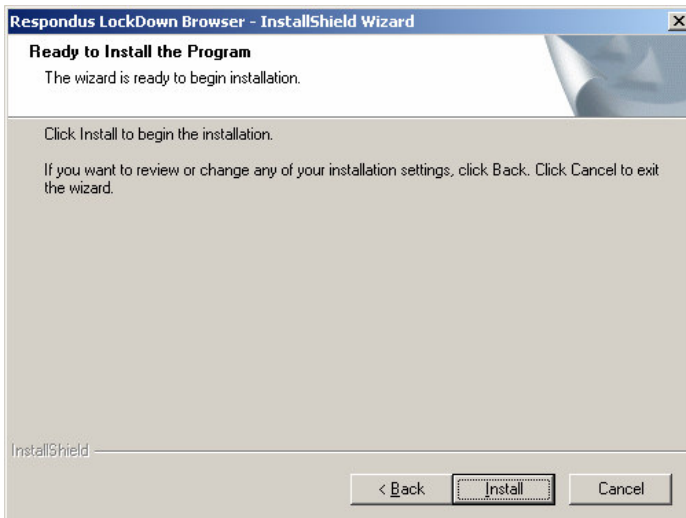 Respondus LockDown Browser - InstallShield Wizard
Ready to Install the Program
The wizard is ready to begin installation.
Click Install to begin the installation.
If you want to review or change any of your installation settings, click Back. Click Cancel to exit
the wizard.
InstallShield
< Back Install Cancel